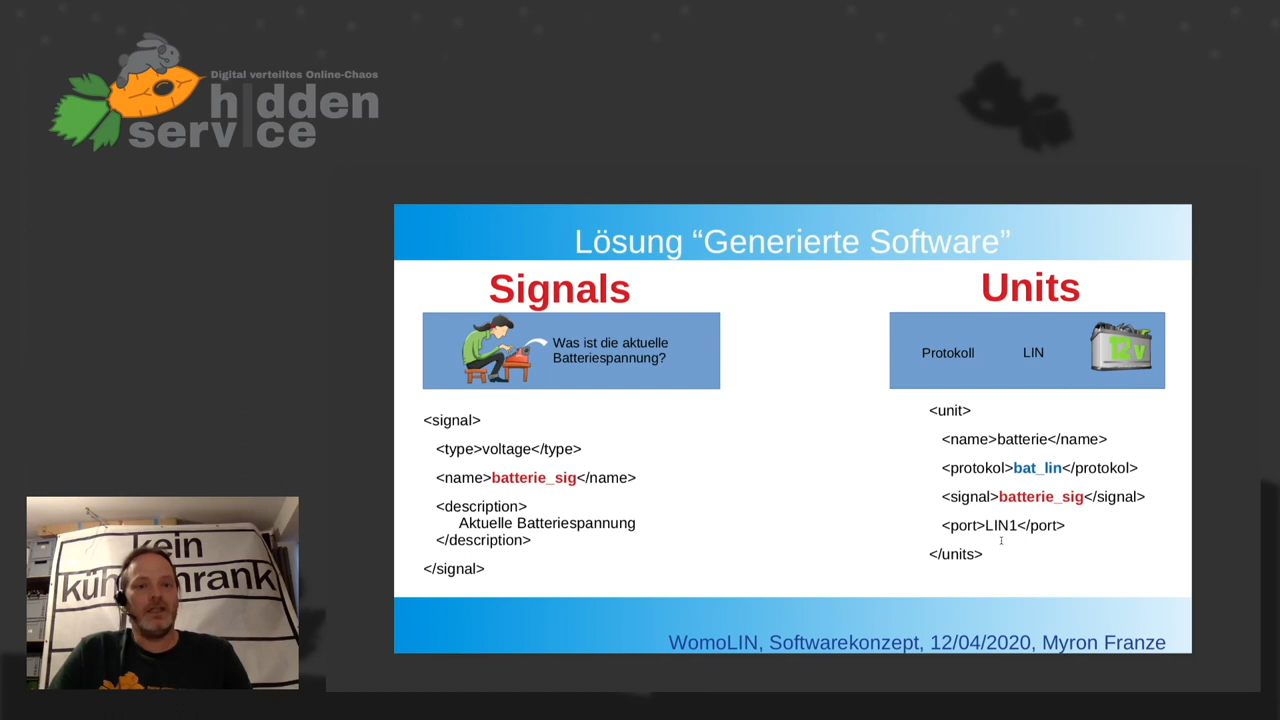 Digital verteiltes Online-Chaos
hidden
service
Lösung “Generierte Software”
Signals
Units
Was ist die aktuelle
Batteriespannung?
Protokoll LIN
12v
<signal>
<type>voltage</type>
<name>batterie_sig</name>
<description>
Aktuelle Batteriespannung
</description>
</signal>
<unit>
<name>batterie</name>
<protokol>bat_lin</protokol>
<signal>batterie_sig</signal>
<port>LIN1</port>
</units>
WomoLIN, Softwarekonzept, 12/04/2020, Myron Franze
kein